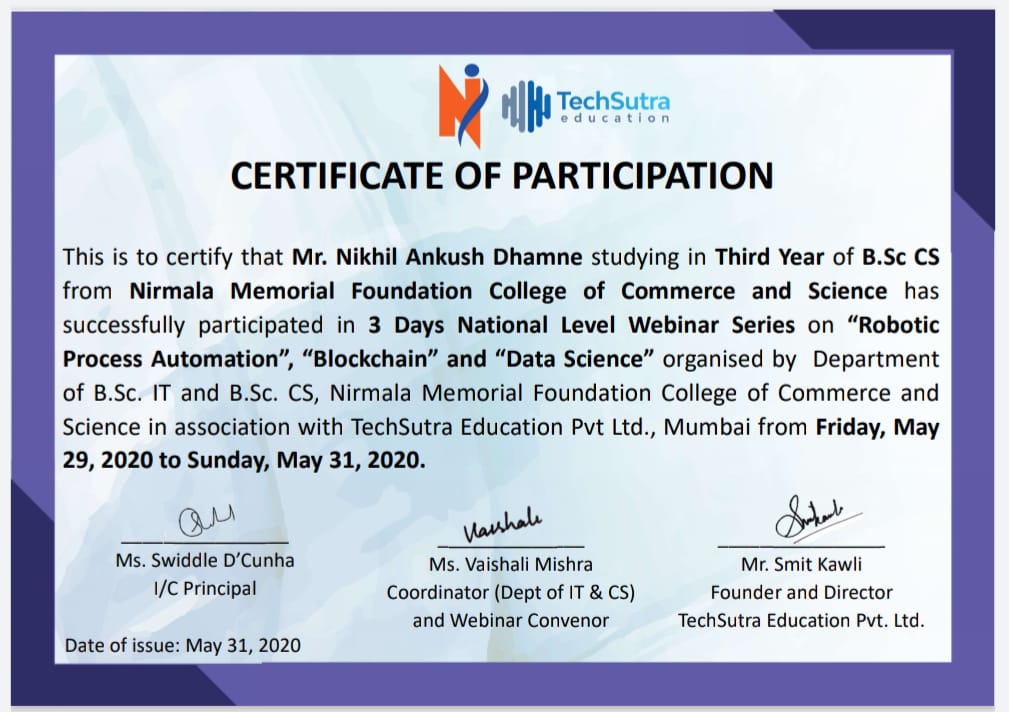 TechSutra
education
CERTIFICATE OF PARTICIPATION
This is to certify that Mr. Nikhil Ankush Dhamne studying in Third Year of B.Sc CS
from Nirmala Memorial Foundation College of Commerce and Science has
successfully participated in 3 Days National Level Webinar Series on “Robotic
Process Automation”, “Blockchain” and “Data Science” organised by Department
of B.Sc. IT and B.Sc. CS, Nirmala Memorial Foundation College of Commerce and
Science in association with TechSutra Education Pvt Ltd., Mumbai from Friday, May
29, 2020 to Sunday, May 31, 2020.
Vaishali
Ms. Swiddle D’Cunha
I/C Principal
Ms. Vaishali Mishra
Coordinator (Dept of IT & CS)
and Webinar Convenor
Mr. Smit Kawli
Founder and Director
TechSutra Education Pvt. Ltd.
Date of issue: May 31, 2020